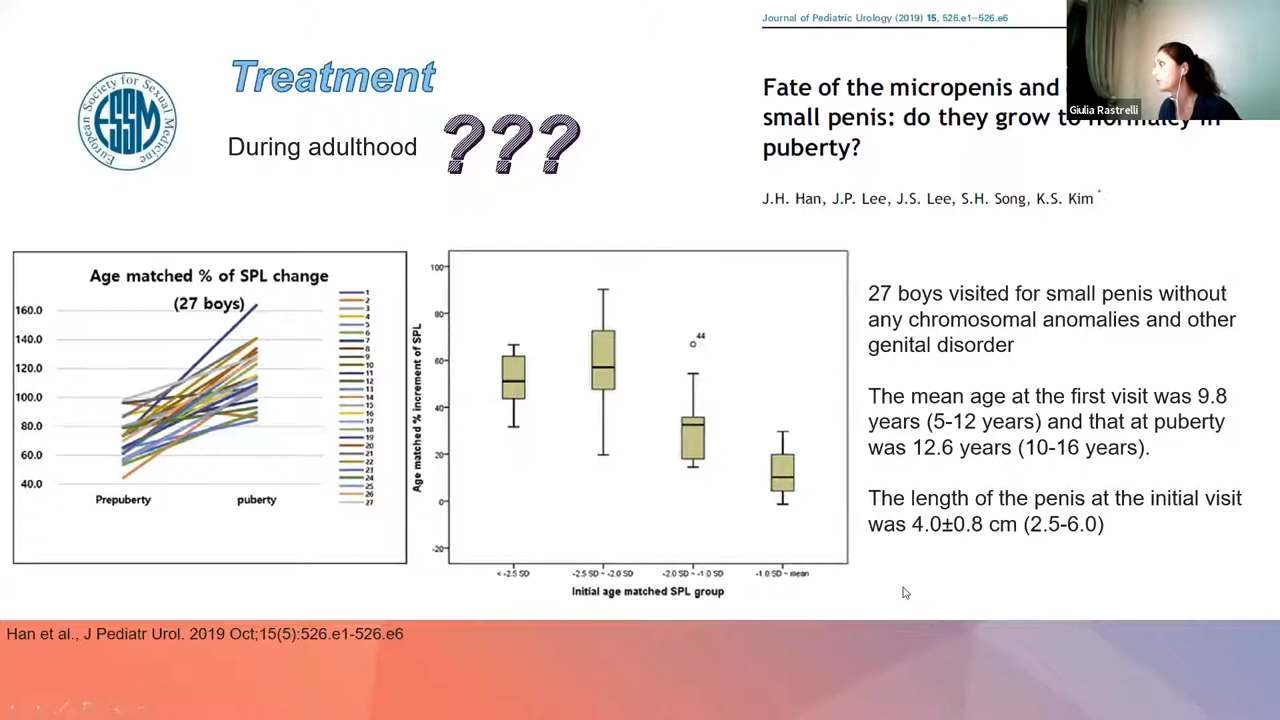 Journal of Pediatric Urology (2019) 15, 526.e1–526.e6
Giulia Rastrelli
European Society for Sexual Medicine
ESSM
Treatment
During adulthood ???
Fate of the micropenis and
small penis: do they grow to normalcy in
puberty?
J.H. Han, J.P. Lee, J.S. Lee, S.H. Song, K.S. Kim *
Age matched % of SPL change
(27 boys)
160.0
140.0
120.0
100.0
80.0
60.0
40.0
Prepuberty
puberty
1
2
3
4
5
6
7
8
9
10
11
12
13
14
15
16
17
18
19
20
21
22
23
24
25
26
27
Age matched % increment of SPL
100
80
60
40
20
0
-20
44
< -2.5 SD
-2.5 SD ~ -2.0 SD
-2.0 SD ~ -1.0 SD
-1.0 SD ~ mean
Initial age matched SPL group
27 boys visited for small penis without
any chromosomal anomalies and other
genital disorder
The mean age at the first visit was 9.8
years (5-12 years) and that at puberty
was 12.6 years (10-16 years).
The length of the penis at the initial visit
was 4.0±0.8 cm (2.5-6.0)
Han et al., J Pediatr Urol. 2019 Oct;15(5):526.e1-526.e6